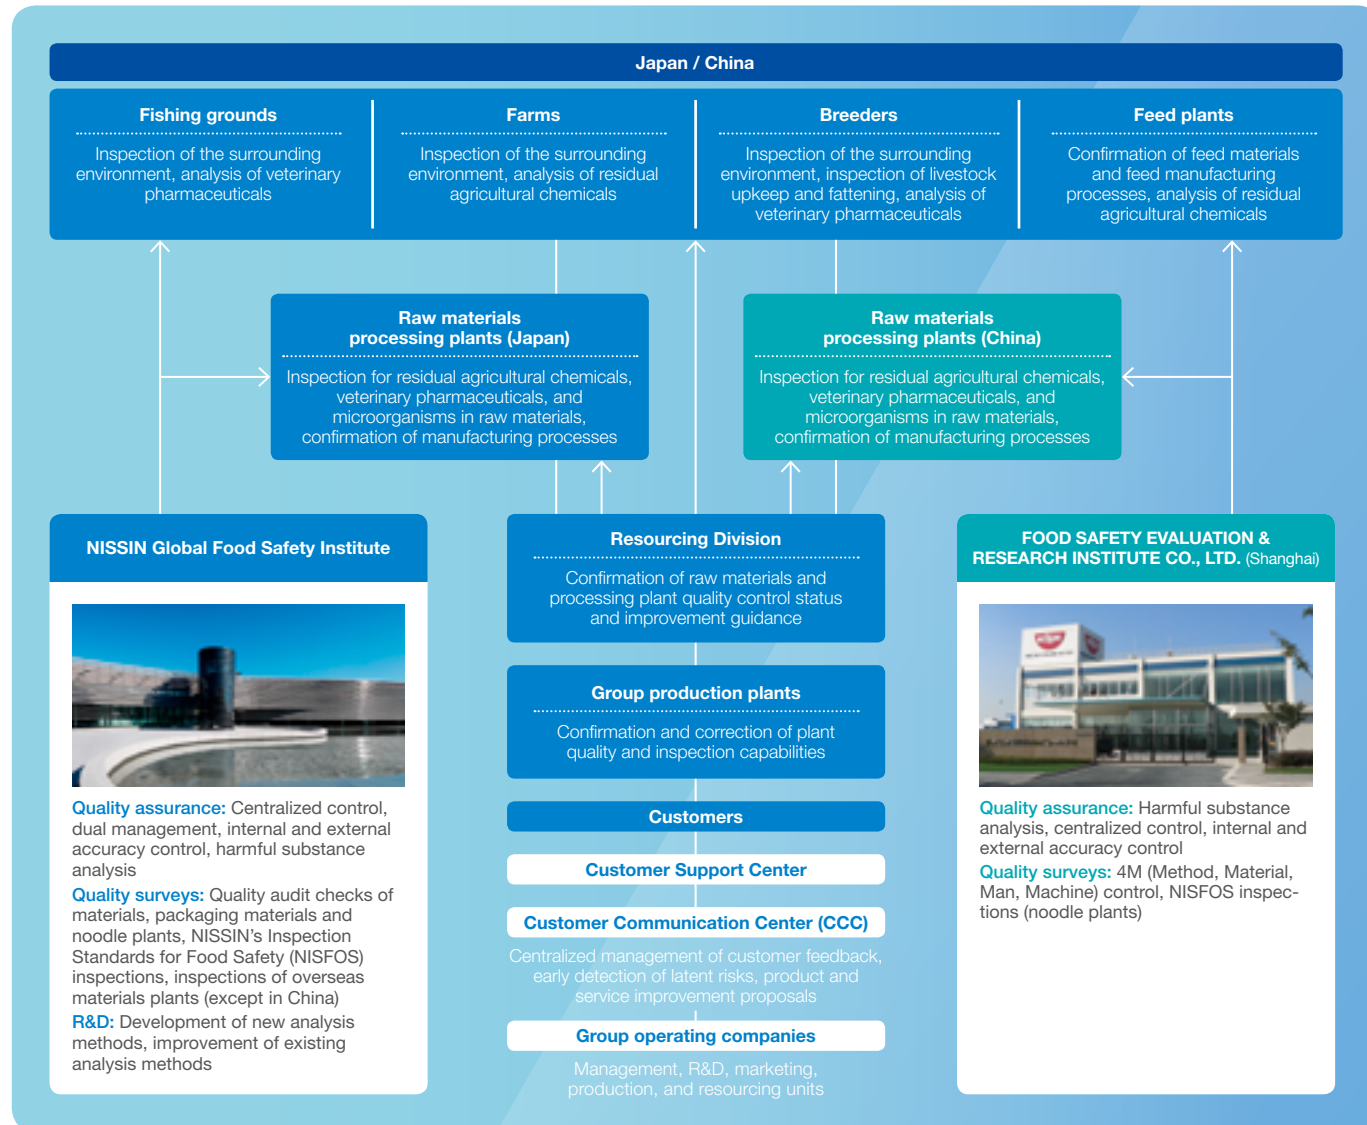 Japan / China
Fishing grounds
Inspection of the surrounding
environment, analysis of veterinary
pharmaceuticals
Farms
Inspection of the surrounding
environment, analysis of residual
agricultural chemicals
Breeders
Inspection of the surrounding
environment, inspection of livestock
upkeep and fattening, analysis of
veterinary pharmaceuticals
Feed plants
Confirmation of feed materials
and feed manufacturing
processes, analysis of residual
agricultural chemicals
Raw materials
processing plants (Japan)
Inspection for residual agricultural chemicals,
veterinary pharmaceuticals, and
microorganisms in raw materials,
confirmation of manufacturing processes
Raw materials
processing plants (China)
Inspection for residual agricultural chemicals,
veterinary pharmaceuticals, and
microorganisms in raw materials,
confirmation of manufacturing processes
NISSIN Global Food Safety Institute
Quality assurance: Centralized control,
dual management, internal and external
accuracy control, harmful substance
analysis
Quality surveys: Quality audit checks of
materials, packaging materials and
noodle plants, NISSIN's Inspection
Standards for Food Safety (NISFOS)
inspections, inspections of overseas
materials plants (except in China)
R&D: Development of new analysis
methods, improvement of existing
analysis methods
Resourcing Division
Confirmation of raw materials and
processing plant quality control status
and improvement guidance
Group production plants
Confirmation and correction of plant
quality and inspection capabilities
Customers
Customer Support Center
Customer Communication Center (CCC)
Centralized management of customer feedback,
early detection of latent risks, product and
service improvement proposals
Group operating companies
Management, R&D, marketing,
production, and resourcing units
FOOD SAFETY EVALUATION &
RESEARCH INSTITUTE CO., LTD. (Shanghai)
Quality assurance: Harmful substance
analysis, centralized control, internal and
external accuracy control
Quality surveys: 4M (Method, Material,
Man, Machine) control, NISFOS inspec-
tions (noodle plants)